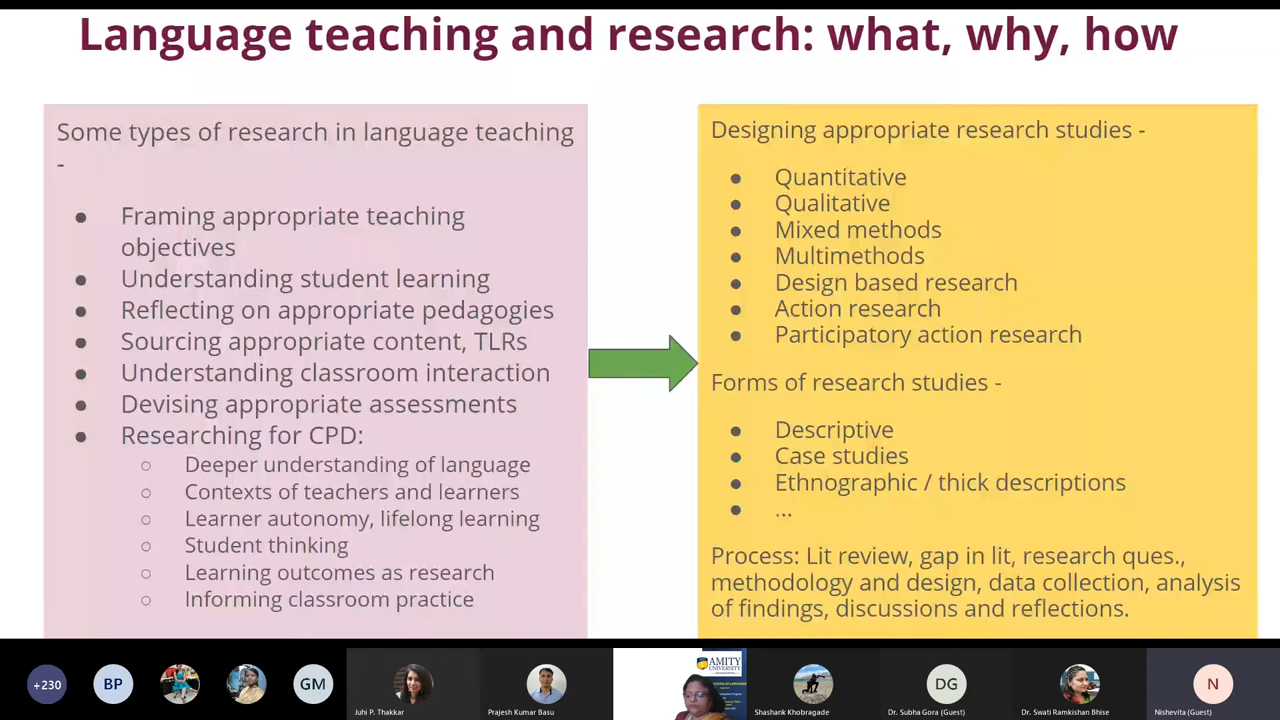 Language teaching and research: what, why, how
Some types of research in language teaching
-
● Framing appropriate teaching
objectives
● Understanding student learning
● Reflecting on appropriate pedagogies
● Sourcing appropriate content, TLRs
● Understanding classroom interaction
● Devising appropriate assessments
● Researching for CPD:
○ Deeper understanding of language
○ Contexts of teachers and learners
○ Learner autonomy, lifelong learning
○ Student thinking
○ Learning outcomes as research
○ Informing classroom practice
Designing appropriate research studies -
● Quantitative
● Qualitative
● Mixed methods
● Multimethods
● Design based research
● Action research
● Participatory action research
Forms of research studies -
● Descriptive
● Case studies
● Ethnographic / thick descriptions
● ...
Process: Lit review, gap in lit, research ques.,
methodology and design, data collection, analysis
of findings, discussions and reflections.
+230
BP
GM
Juhi P. Thakkar
Prajesh Kumar Basu
AMITY
UNIVERSITY
Shashank Khobragade
DG
Dr. Subha Gora (Guest)
Dr. Swati Ramkishan Bhise
N
Nishevita (Guest)